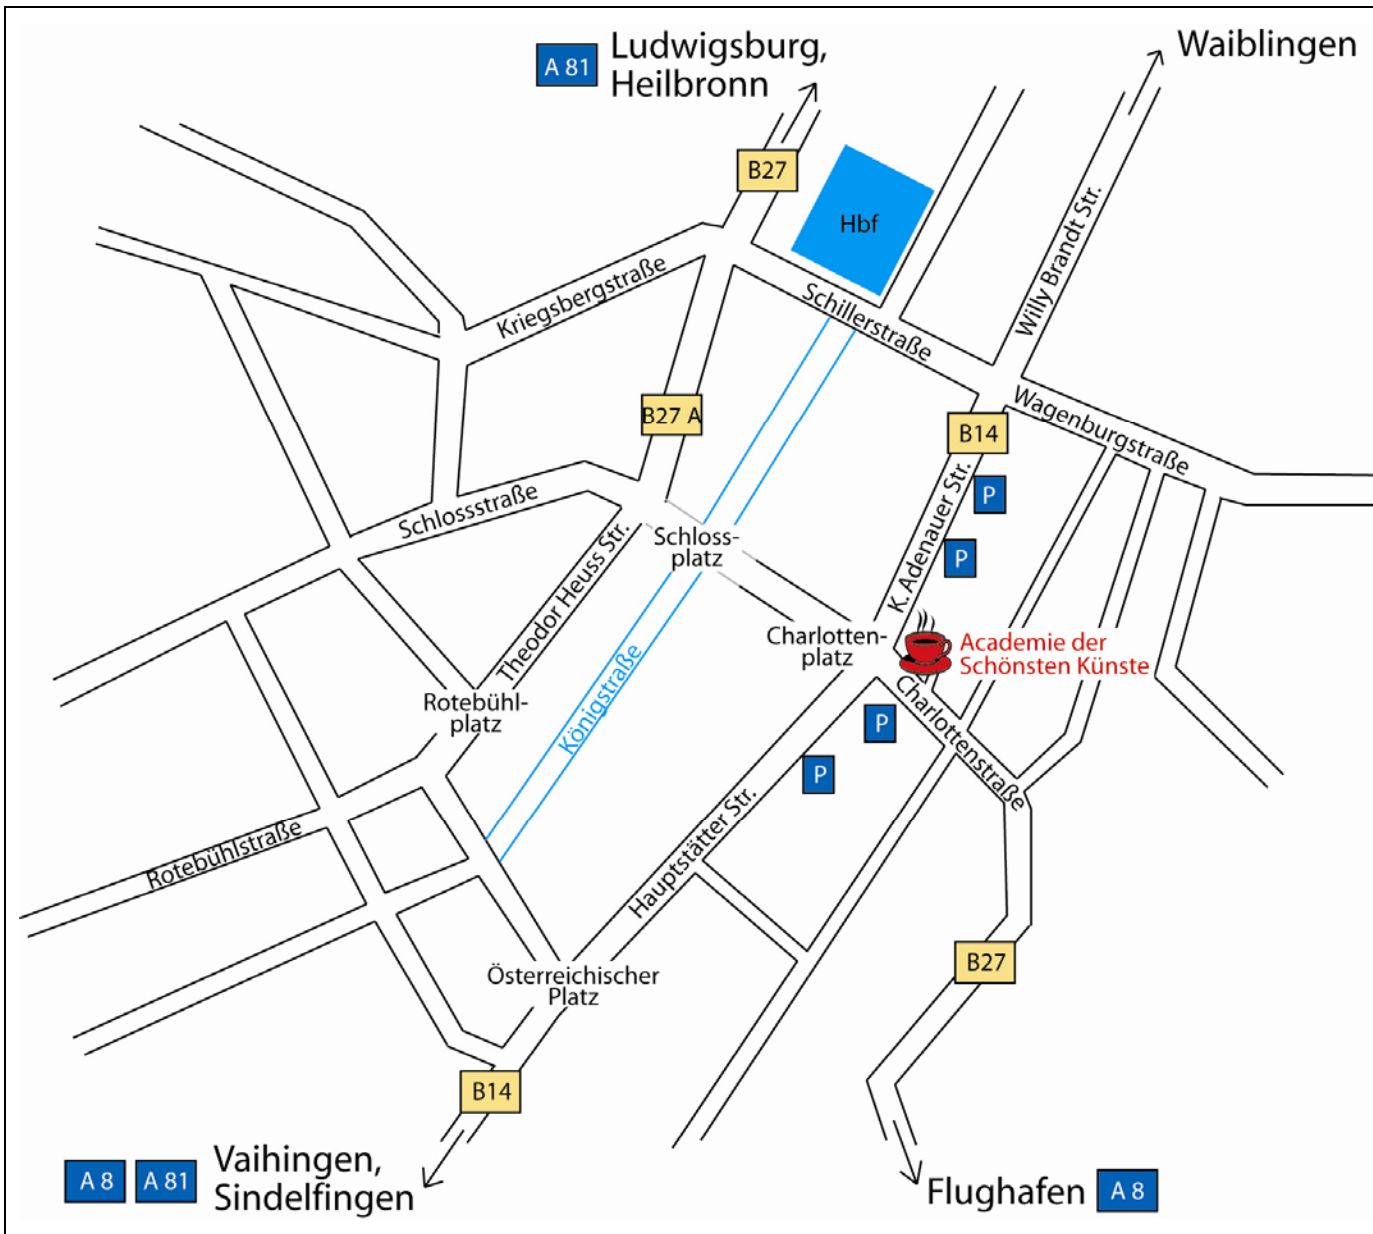 A 81
Ludwigsburg,
Heilbronn
Waiblingen
B27
Hbf
Willy Brandt Str.
Kriegsbergstraße
Schillerstraße
B27 A
B14
Wagenburgstraße
P
K. Adenauer Str.
Schlossstraße
Theodor Heuss Str.
Schloss-
platz
P
Charlotten-
platz
Academie der
Schönsten Künste
Königstraße
Rotebühl-
platz
Charlottenstraße
P
P
Hauptstätter Str.
Rotebühlstraße
Österreichischer
Platz
B27
B14
A 8
A 81
Vaihingen,
Sindelfingen
Flughafen
A 8